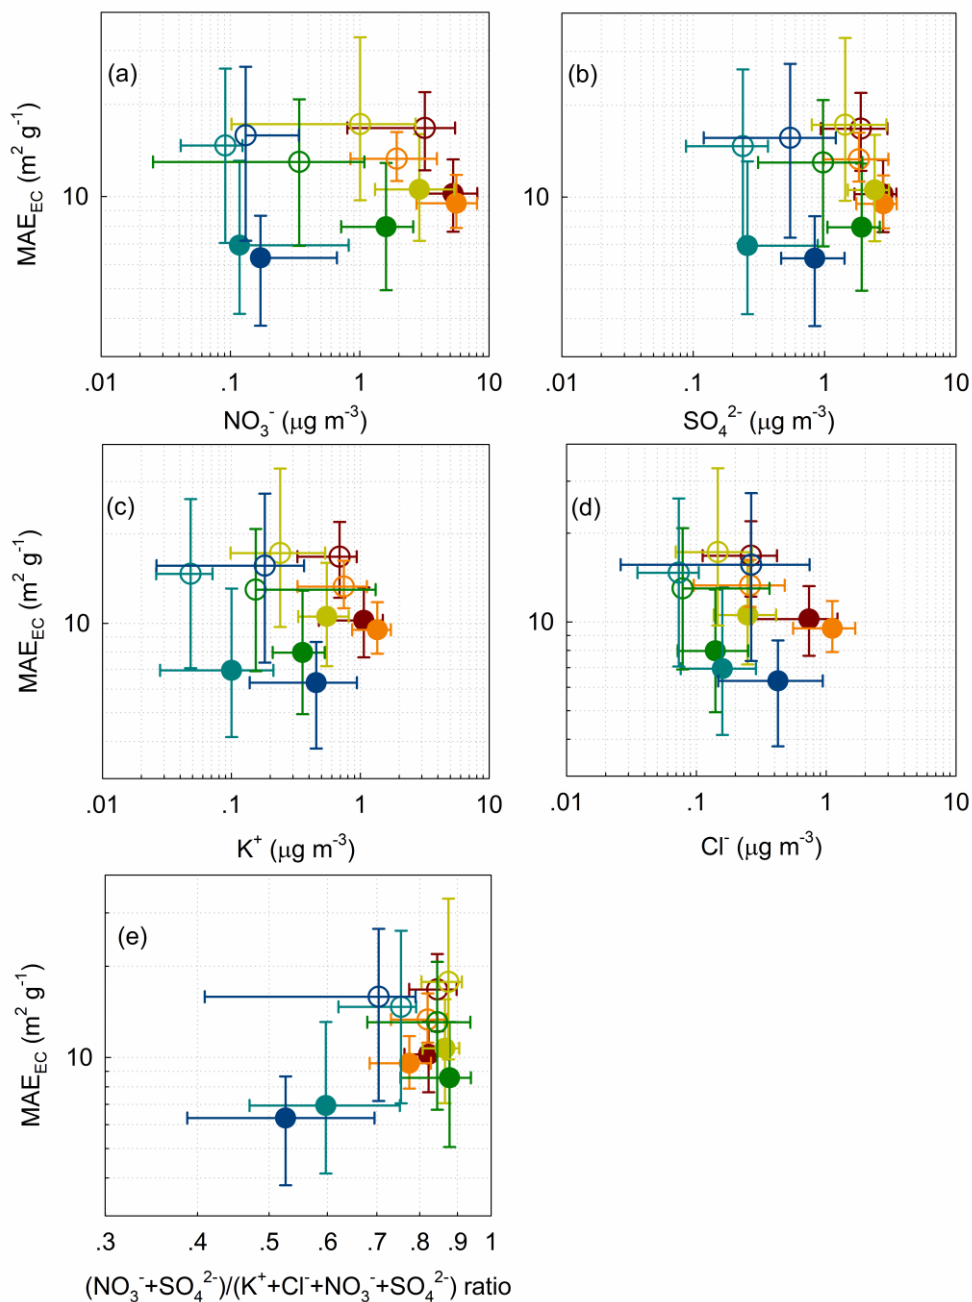 (a)
MAE_EC (m² g⁻¹)
10
.01 .1 1 10
NO₃⁻ (μg m⁻³)
(b)
10
.01 .1 1 10
SO₄²⁻ (μg m⁻³)
(c)
MAE_EC (m² g⁻¹)
10
.01 .1 1 10
K⁺ (μg m⁻³)
(d)
10
.01 .1 1 10
Cl⁻ (μg m⁻³)
(e)
MAE_EC (m² g⁻¹)
10
.3 .4 .5 .6 .7 .8 .9 1
(NO₃⁻+SO₄²⁻)/(K⁺+Cl⁻+NO₃⁻+SO₄²⁻) ratio